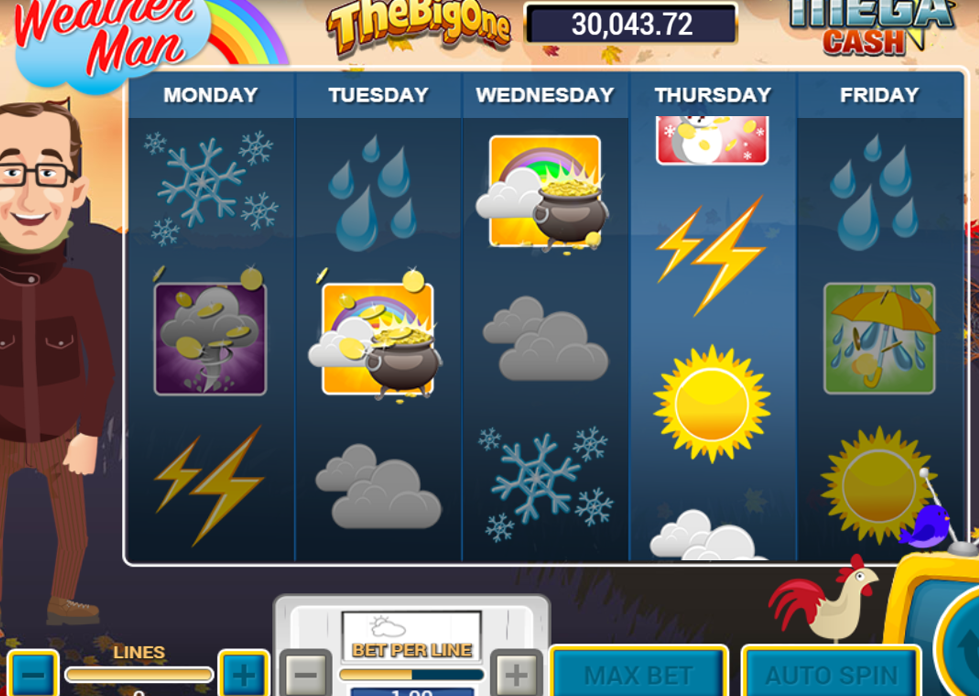 Weather
Man
TheBigOne
30,043.72
MEGA
CASH
MONDAY
TUESDAY
WEDNESDAY
THURSDAY
FRIDAY
LINES
BET PER LINE
MAX BET
AUTO SPIN